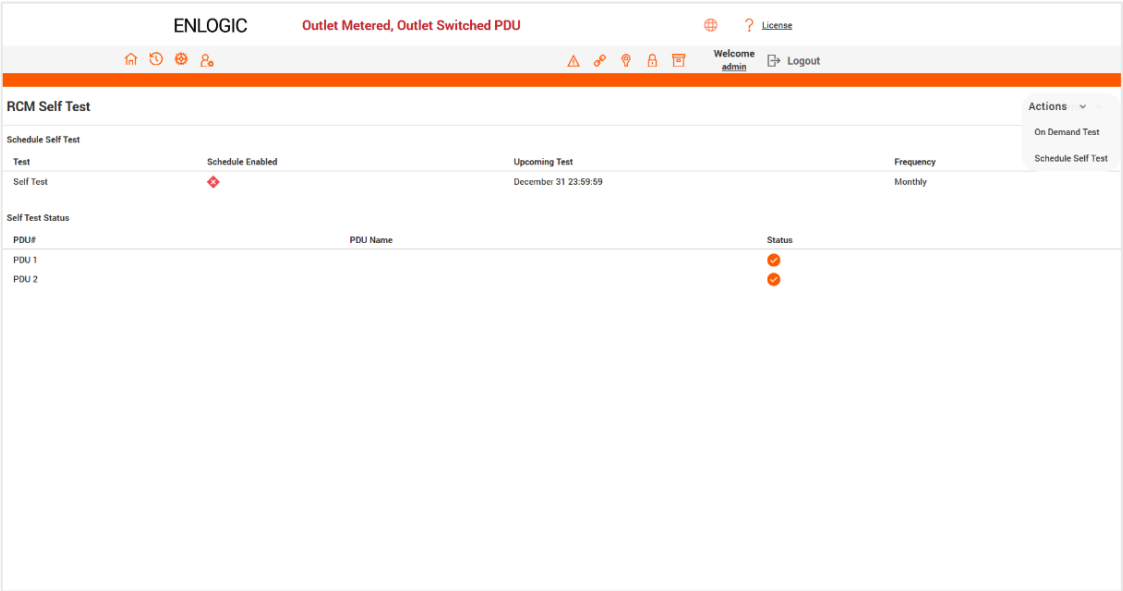 ENLOGIC Outlet Metered, Outlet Switched PDU ? License
Welcome
admin
Logout
RCM Self Test
Actions
On Demand Test
Schedule Self Test
Schedule Self Test
Test Schedule Enabled Upcoming Test Frequency
Self Test December 31 23:59:59 Monthly
Self Test Status
PDU# PDU Name Status
PDU 1
PDU 2